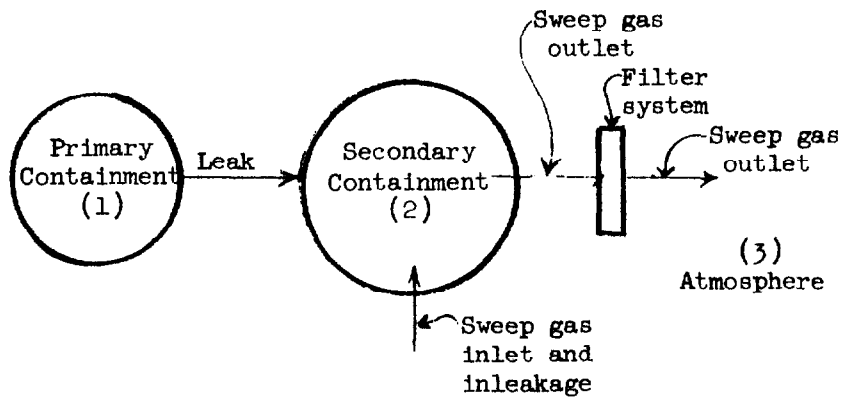 Sweep gas
outlet
Filter
system
Primary
Containment
(1)
Leak
Secondary
Containment
(2)
Sweep gas
outlet
(3)
Atmosphere
Sweep gas
inlet and
inleakage